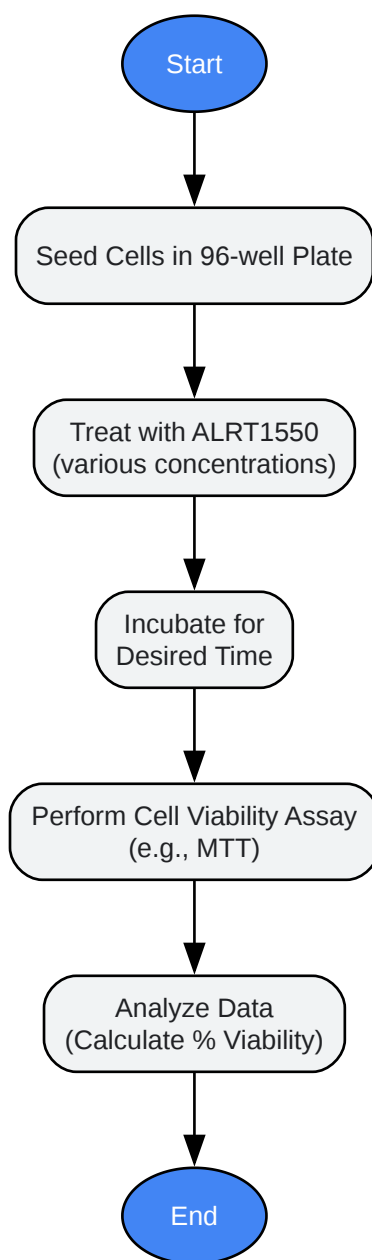 Start
Seed Cells in 96-well Plate
Treat with ALRT1550
(various concentrations)
Incubate for
Desired Time
Perform Cell Viability Assay
(e.g., MTT)
Analyze Data
(Calculate % Viability)
End